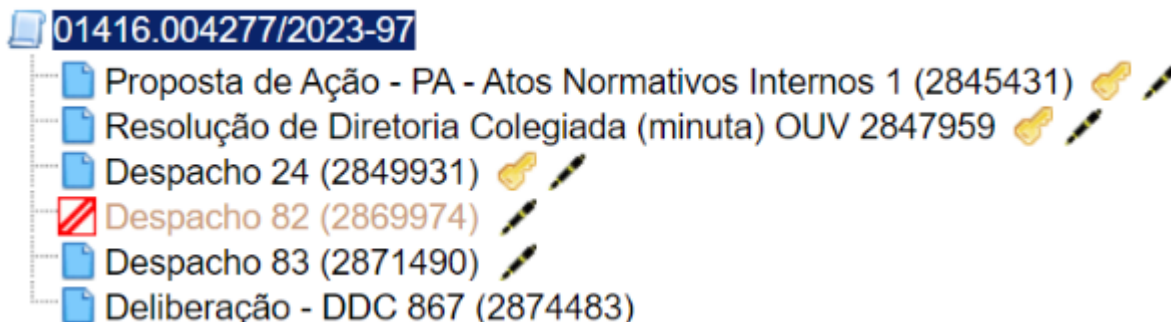 01416.004277/2023-97
Proposta de Ação - PA - Atos Normativos Internos 1 (2845431)
Resolução de Diretoria Colegiada (minuta) OUV 2847959
Despacho 24 (2849931)
Despacho 82 (2869974)
Despacho 83 (2871490)
Deliberação - DDC 867 (2874483)